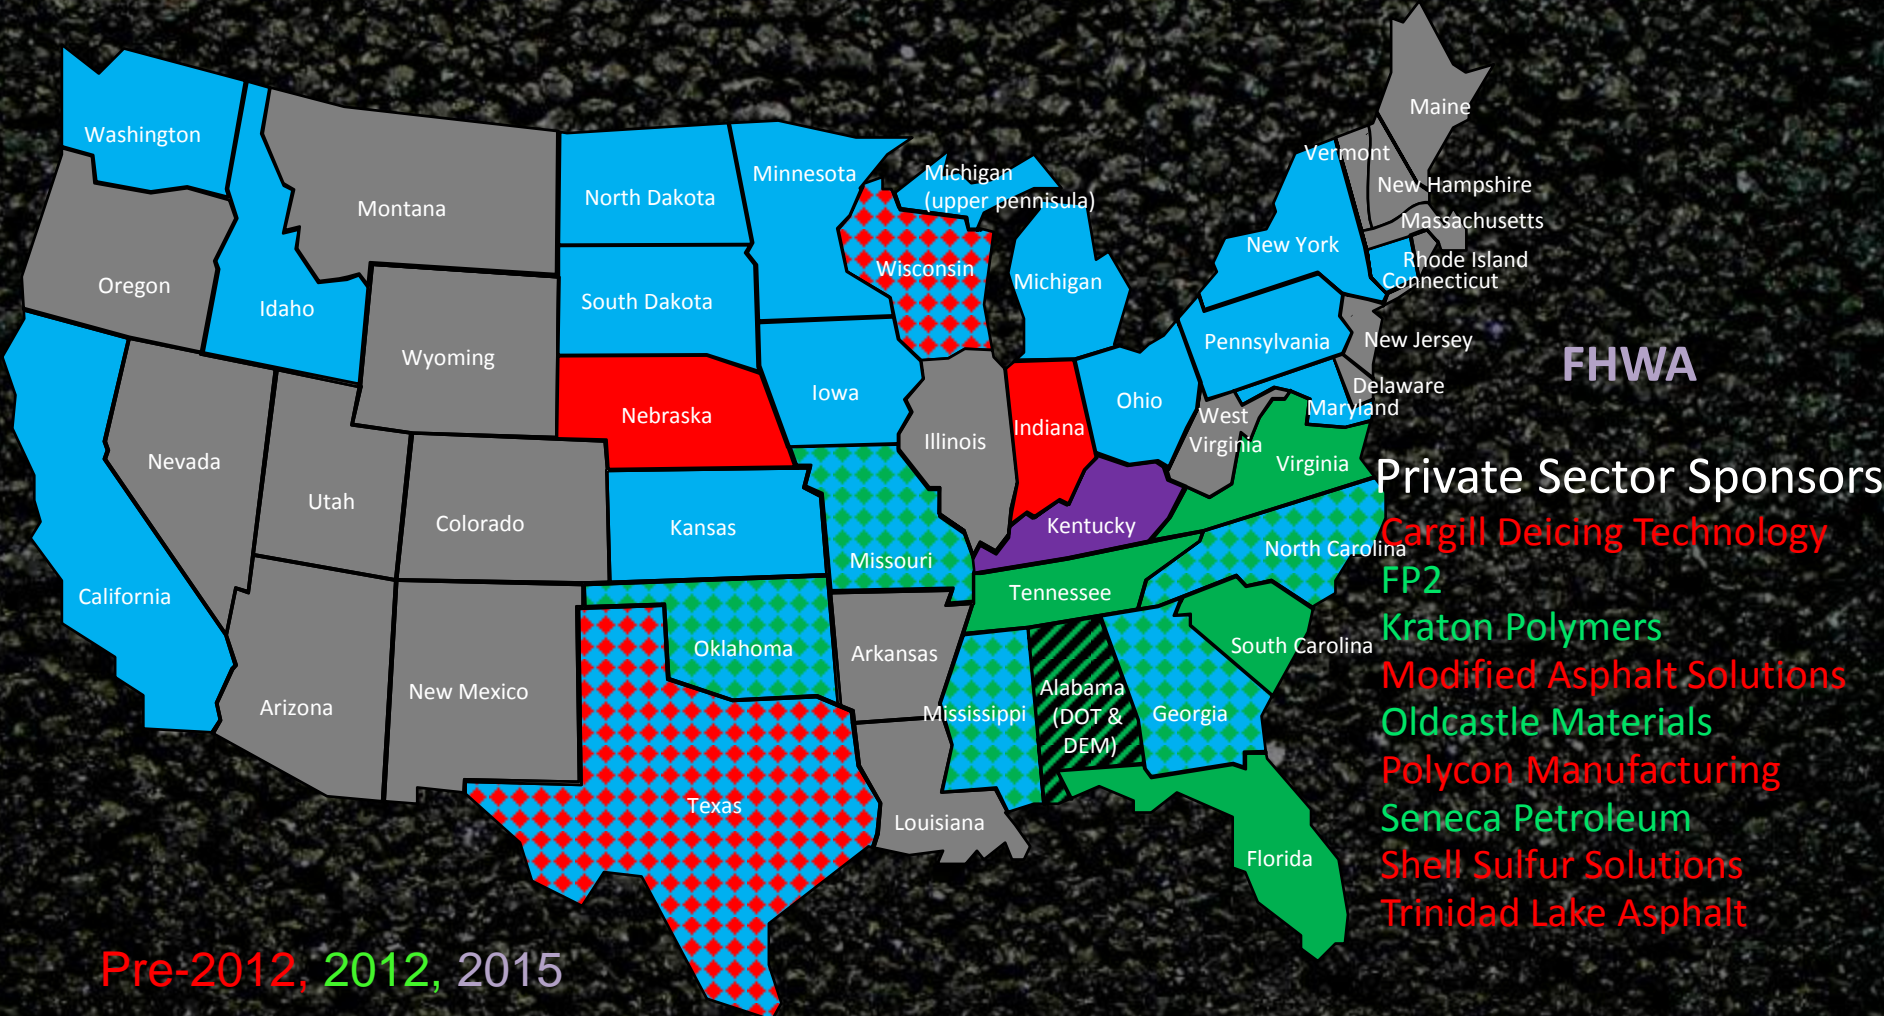 Washington
Oregon
California
Idaho
Nevada
Montana
Wyoming
Utah
Colorado
Arizona
New Mexico
North Dakota
South Dakota
Nebraska
Kansas
Oklahoma
Texas
Minnesota
Iowa
Missouri
Arkansas
Louisiana
Wisconsin
Illinois
Michigan
(upper pennisula)
Michigan
Indiana
Ohio
Kentucky
Tennessee
Mississippi
Alabama
(DOT &
DEM)
Georgia
Florida
South Carolina
North Carolina
Virginia
West
Virginia
Maryland
Delaware
Pennsylvania
New Jersey
New York
Connecticut
Rhode Island
Massachusetts
New Hampshire
Vermont
Maine
FHWA
Private Sector Sponsors
Cargill Deicing Technology
FP2
Kraton Polymers
Modified Asphalt Solutions
Oldcastle Materials
Polycon Manufacturing
Seneca Petroleum
Shell Sulfur Solutions
Trinidad Lake Asphalt
Pre-2012, 2012, 2015